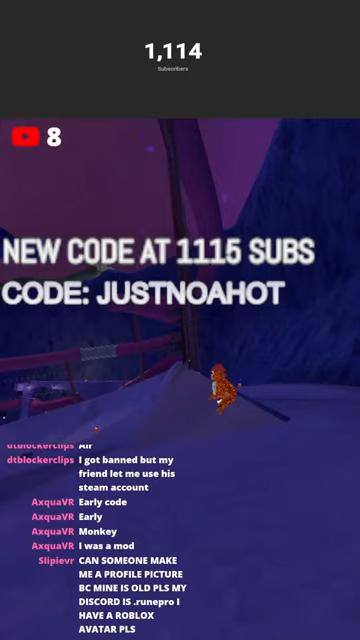 1,114
Subscribers
8
NEW CODE AT 1115 SUBS
CODE: JUSTNOAHOT
dtblockerclips Air
dtblockerclips I got banned but my
friend let me use his
steam account
AxquaVR Early code
AxquaVR Early
AxquaVR Monkey
AxquaVR I was a mod
Slipievr CAN SOMEONE MAKE
ME A PROFILE PICTURE
BC MINE IS OLD PLS MY
DISCORD IS .runepro I
HAVE A ROBLOX
AVATAR PLS